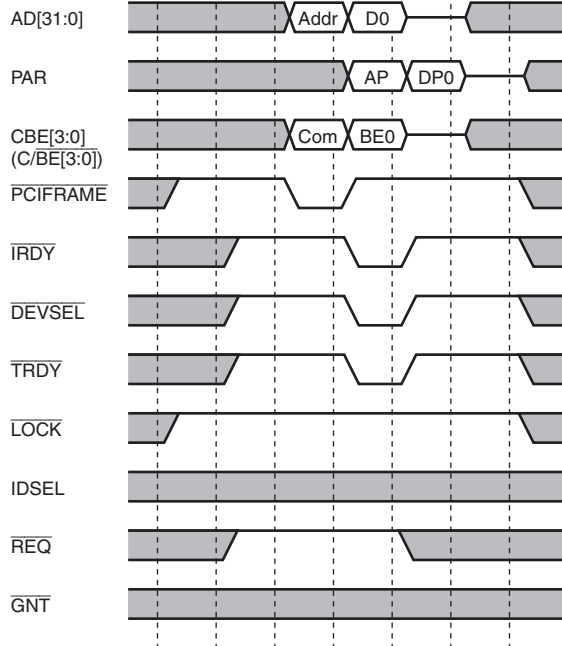 AD[31:0] Addr D0
PAR AP DP0
CBE[3:0] Com BE0
(C/BE[3:0])
PCIFRAME
IRDY
DEVSEL
TRDY
LOCK
IDSEL
REQ
GNT